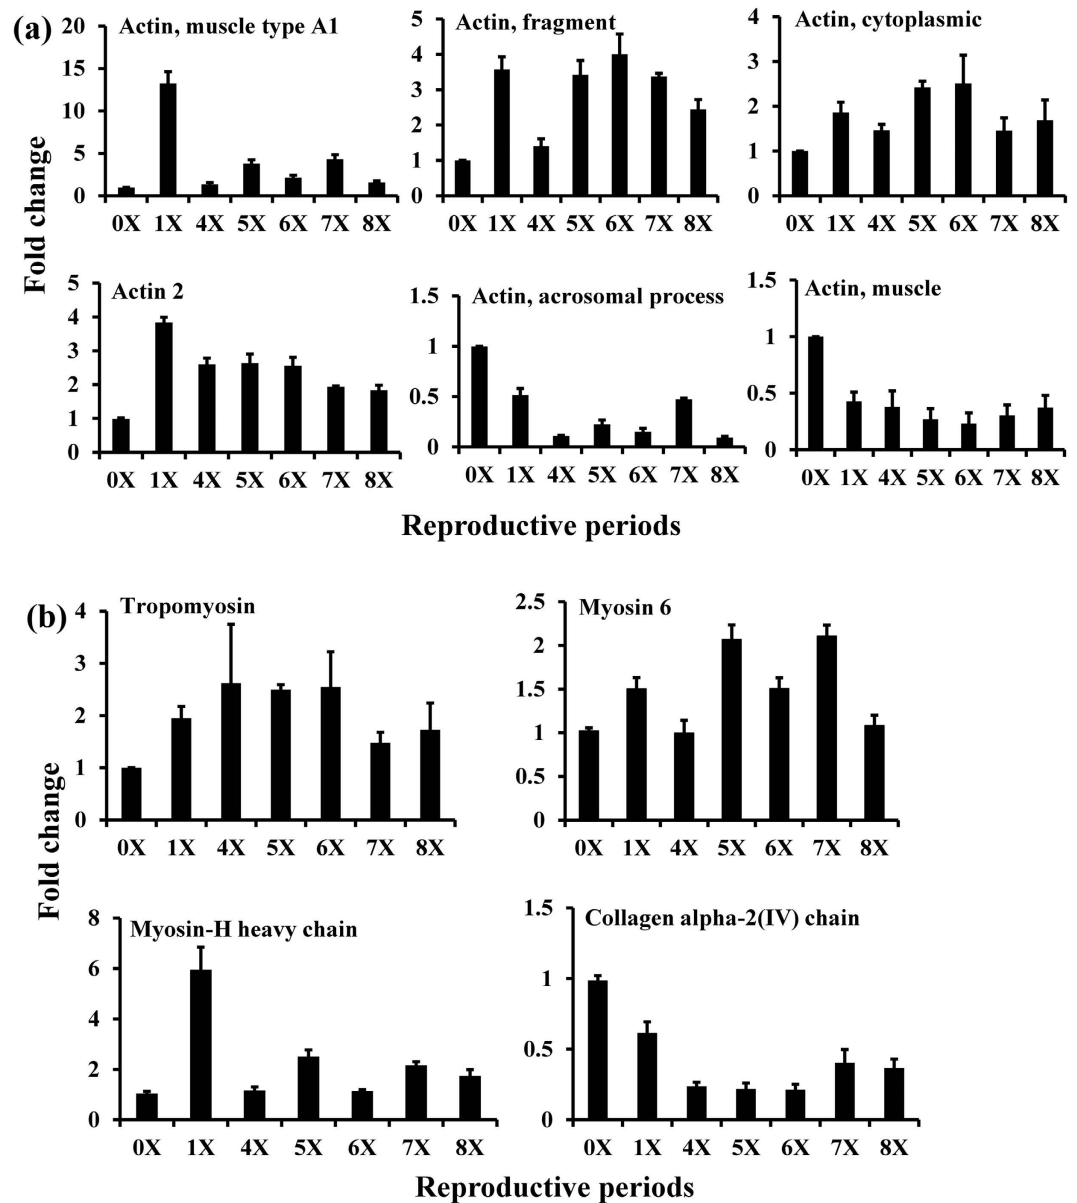 (a)
Fold change
Actin, muscle type A1
20
15
10
5
0
0X 1X 4X 5X 6X 7X 8X
Actin, fragment
5
4
3
2
1
0
0X 1X 4X 5X 6X 7X 8X
Actin, cytoplasmic
4
3
2
1
0
0X 1X 4X 5X 6X 7X 8X
Actin 2
5
4
3
2
1
0
0X 1X 4X 5X 6X 7X 8X
Actin, acrosomal process
1.5
1
0.5
0
0X 1X 4X 5X 6X 7X 8X
Actin, muscle
1.5
1
0.5
0
0X 1X 4X 5X 6X 7X 8X
Reproductive periods
(b)
Fold change
Tropomyosin
4
3
2
1
0
0X 1X 4X 5X 6X 7X 8X
Myosin 6
2.5
2
1.5
1
0.5
0
0X 1X 4X 5X 6X 7X 8X
Myosin-H heavy chain
8
6
4
2
0
0X 1X 4X 5X 6X 7X 8X
Collagen alpha-2(IV) chain
1.5
1
0.5
0
0X 1X 4X 5X 6X 7X 8X
Reproductive periods